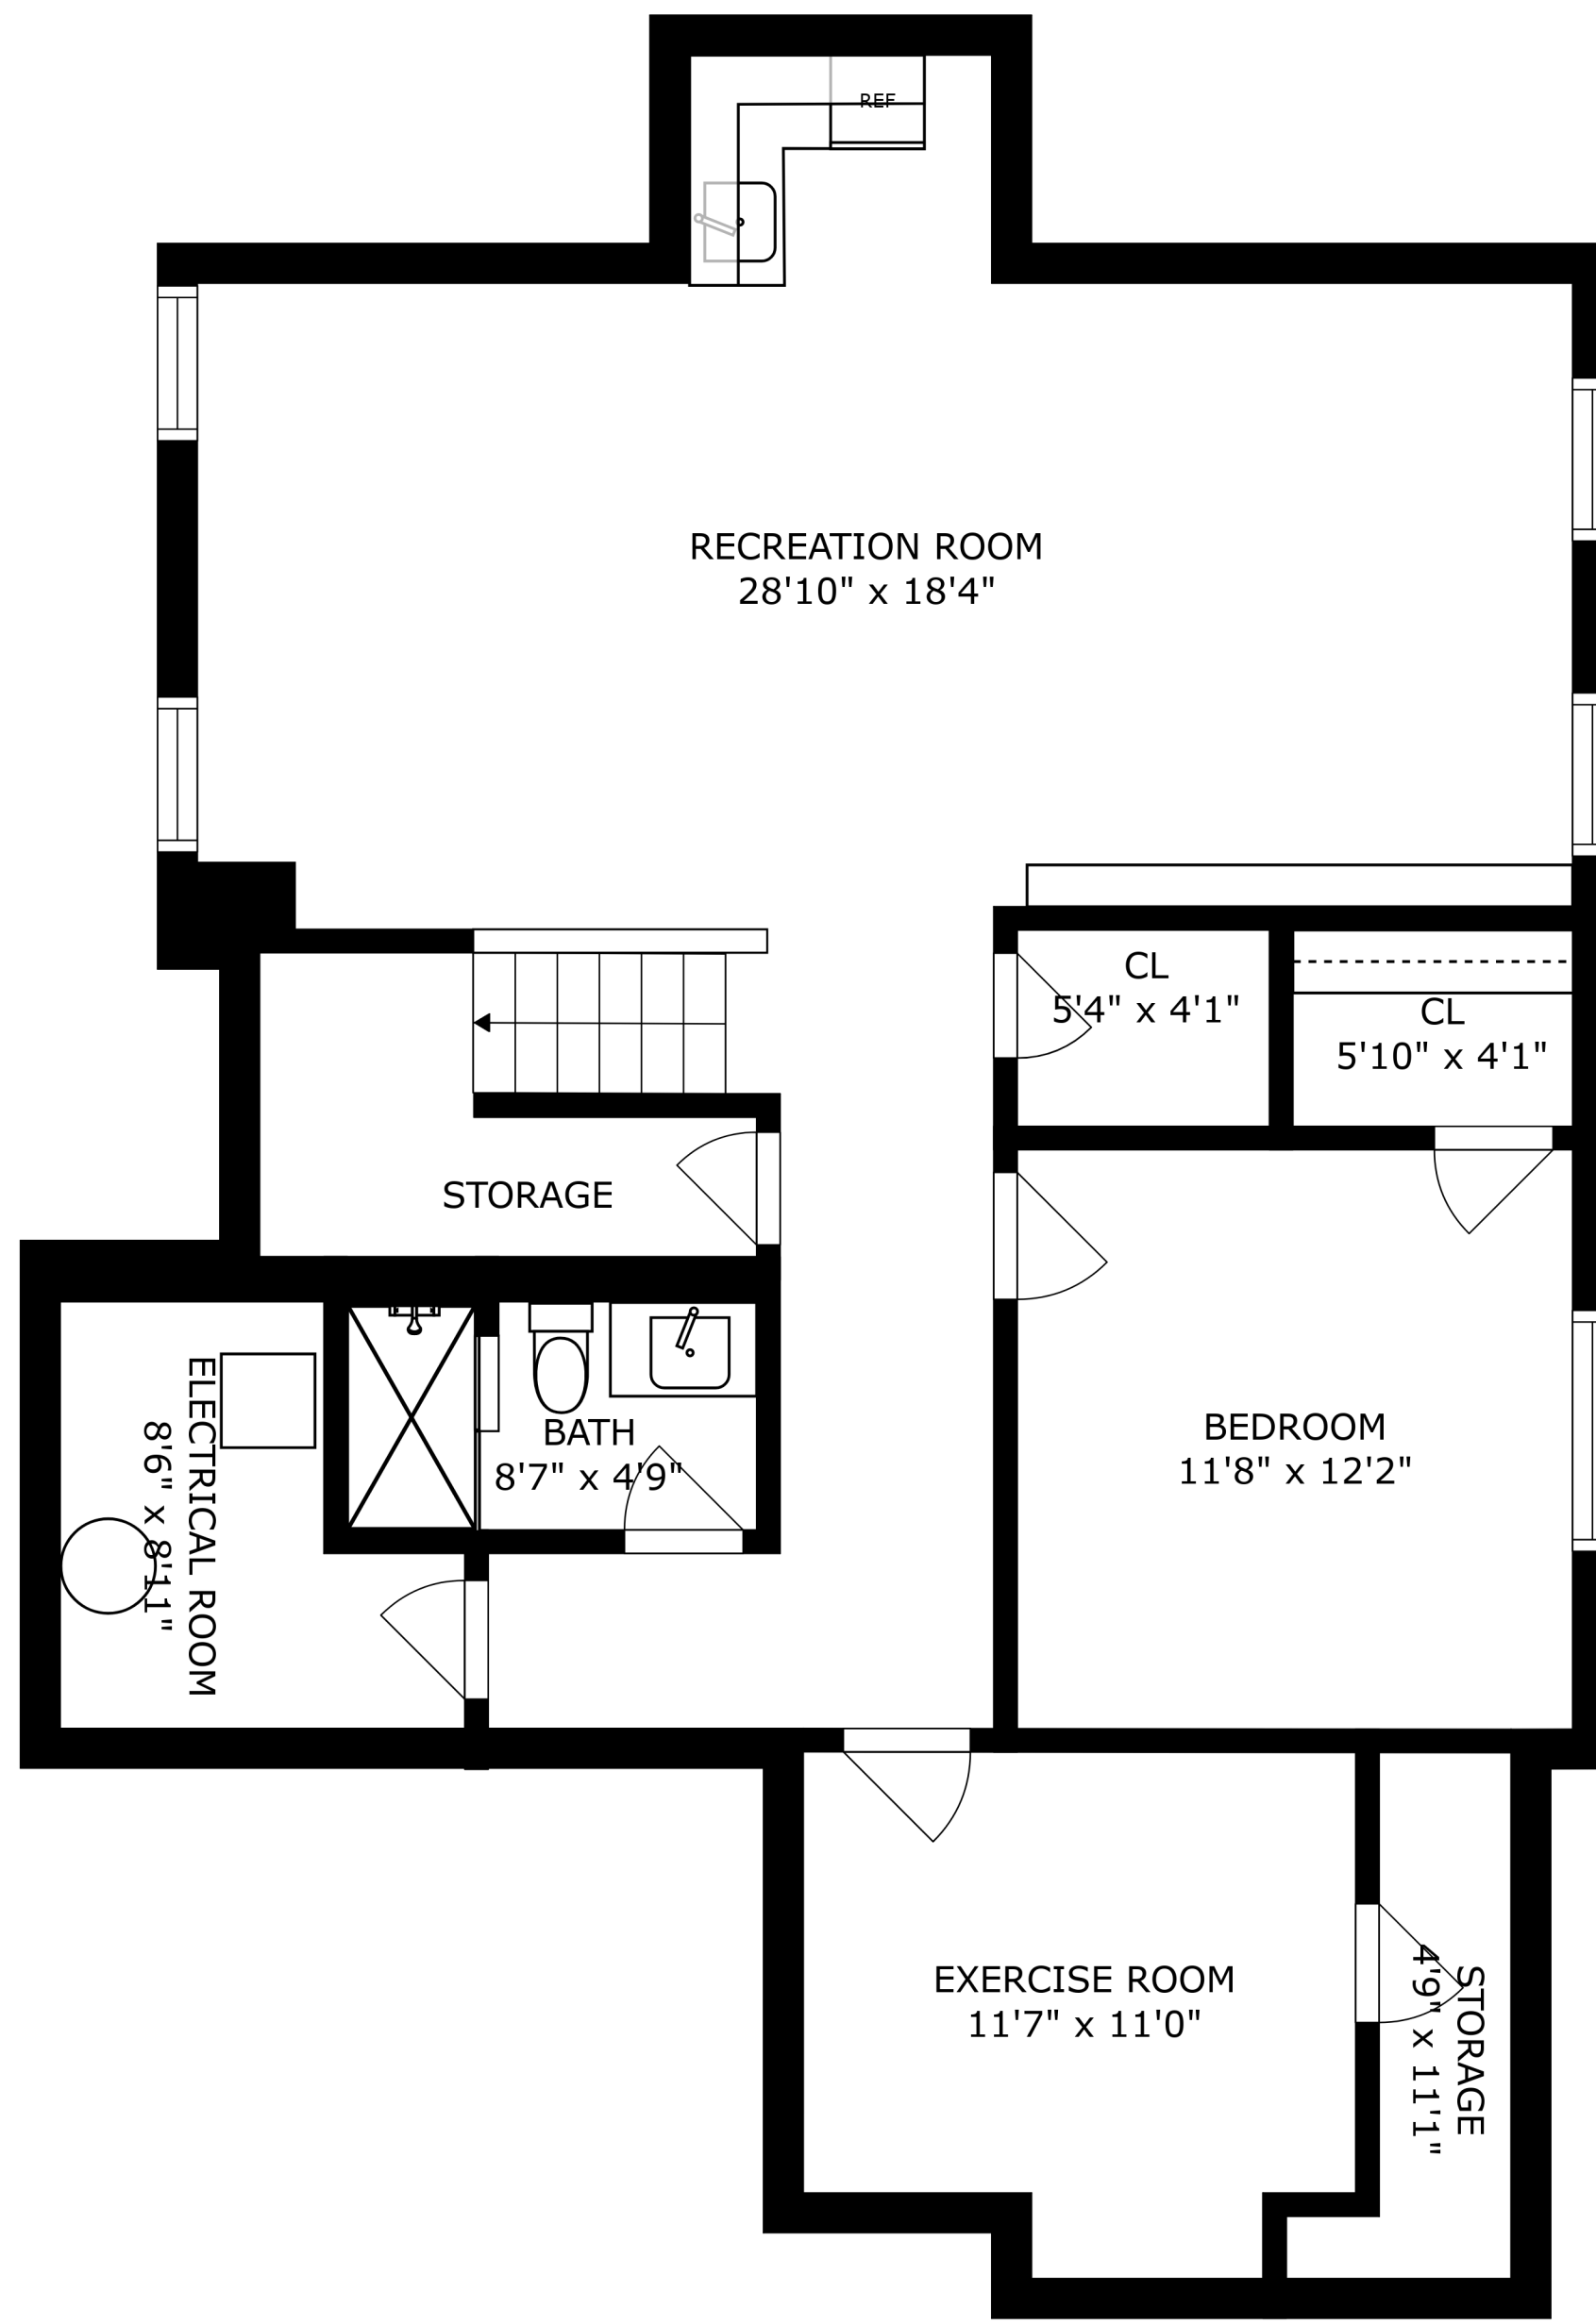 REF
RECREATION ROOM
28'10" x 18'4"
CL
5'4" x 4'1"
CL
5'10" x 4'1"
STORAGE
ELECTRICAL ROOM
8'6" x 8'11"
BATH
8'7" x 4'9"
BEDROOM
11'8" x 12'2"
EXERCISE ROOM
11'7" x 11'0"
STORAGE
4'9" x 11'1"